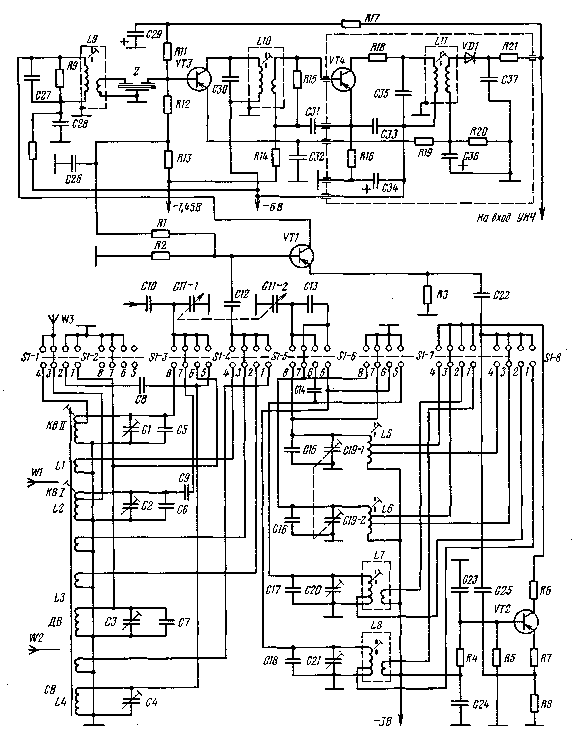 C29
R17
L9
R11
VT3
L10
VT4
R18
L11
VD1
R21
R9
Z
C27
C30
R15
C35
C37
C28
R12
C31
C33
R20
R13
R14
C32
R16
R19
C36
C26
C34
-1,45В
-6В
На вход УНЧ
R1
VT1
R2
C10
C11-1
C12
C11-2
C13
R3
C22
W3
S1-1
S1-2
S1-3
S1-4
S1-5
S1-6
S1-7
S1-8
4 3 2 1 8 7 6 5
8 7 6 5
4 3 2 1
8 7 6 5
8 7 6 5
4 3 2 1
4 3 2 1
C8
C14
КВ II
C1
C5
L5
C15
C19-1
L1
W1
КВ I
C9
L2
C2
C6
L6
C16
C19-2
L3
L7
C17
C20
C23
C25
R6
VT2
ДВ
C3
C7
W2
L8
C18
C21
R4
R5
R7
СВ
L4
C4
C24
R8
-3В